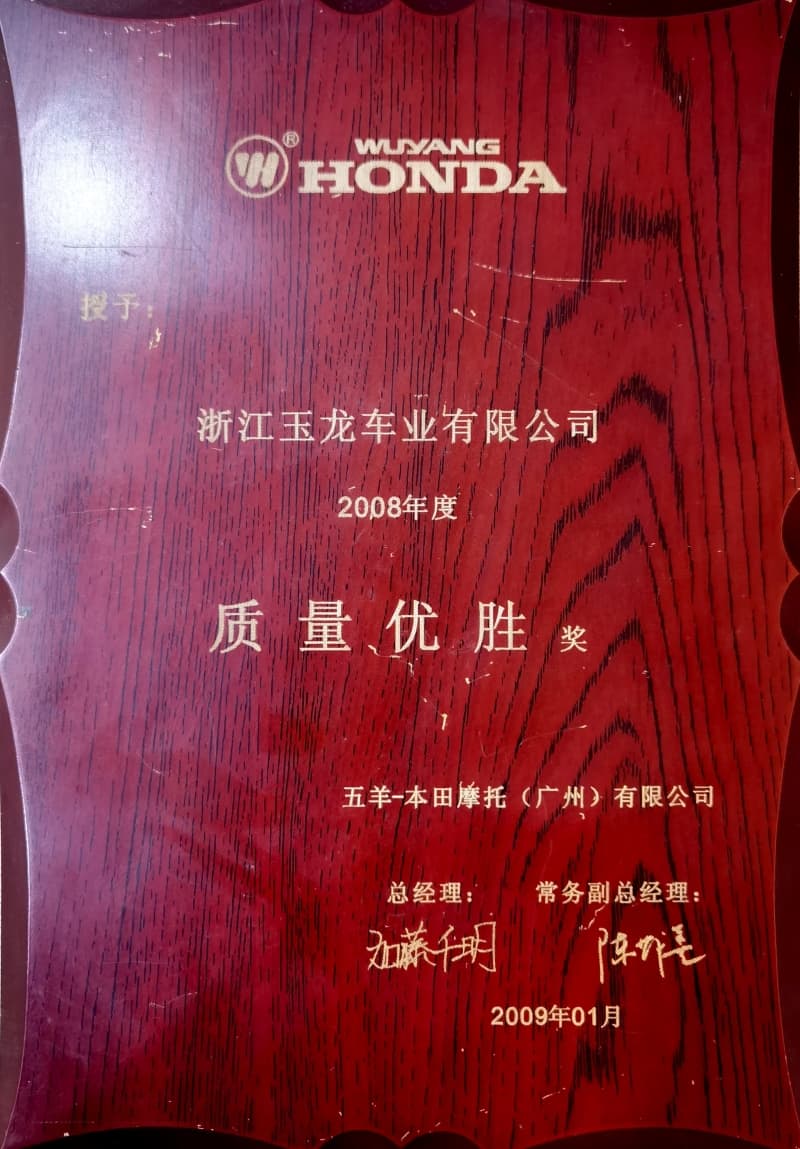 WUYANG
HONDA
授予：
浙江玉龙车业有限公司
2008年度
质量优胜奖
五羊-本田摩托（广州）有限公司
总经理： 常务副总经理：
2009年01月